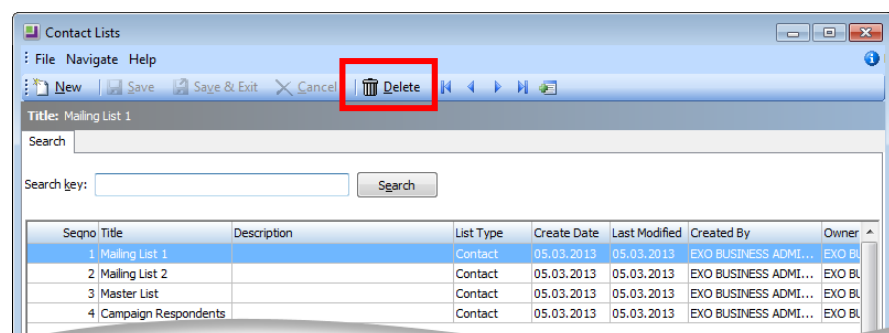 Contact Lists
File Navigate Help
New Save Save & Exit Cancel Delete
Title: Mailing List 1
Search
Search key: Search
Seqno Title Description List Type Create Date Last Modified Created By Owner
1 Mailing List 1 Contact 05.03.2013 05.03.2013 EXO BUSINESS ADMI... EXO BU
2 Mailing List 2 Contact 05.03.2013 05.03.2013 EXO BUSINESS ADMI... EXO BU
3 Master List Contact 05.03.2013 05.03.2013 EXO BUSINESS ADMI... EXO BU
4 Campaign Respondents Contact 05.03.2013 05.03.2013 EXO BUSINESS ADMI... EXO BU